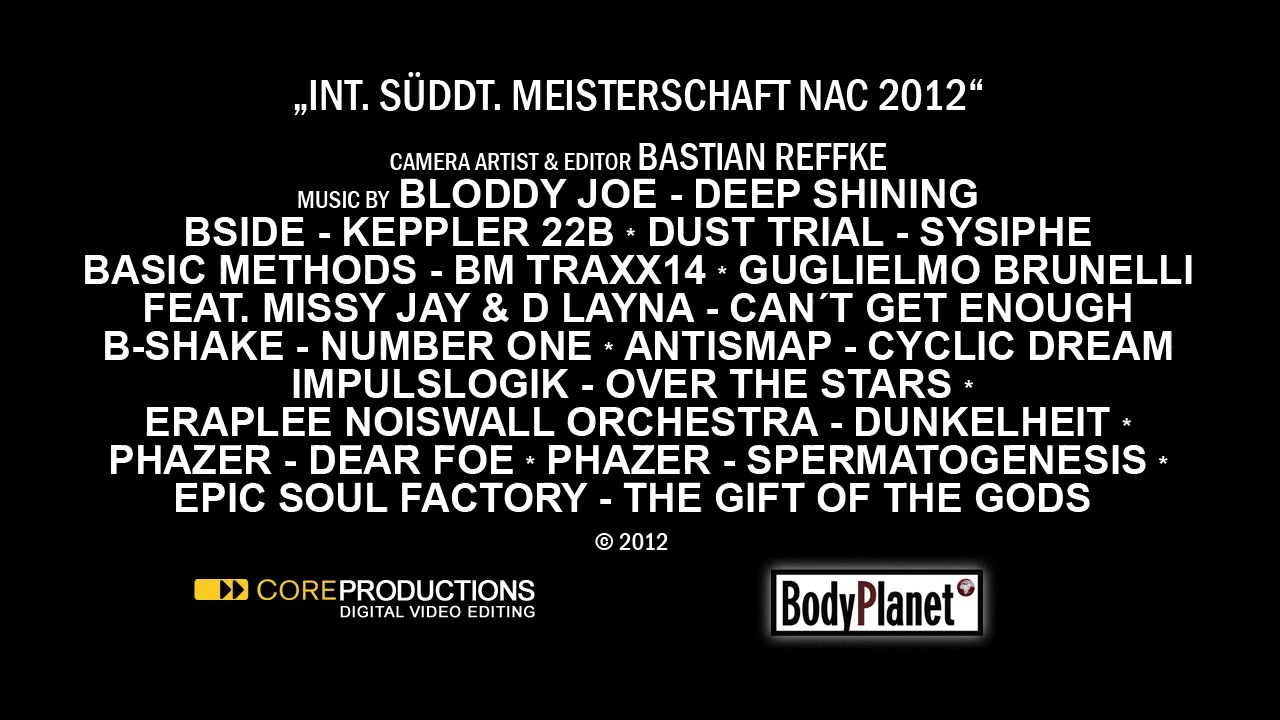 „INT. SÜDDT. MEISTERSCHAFT NAC 2012“
CAMERA ARTIST & EDITOR BASTIAN REFFKE
MUSIC BY BLODDY JOE - DEEP SHINING
BSIDE - KEPPLER 22B * DUST TRIAL - SYSIPHE
BASIC METHODS - BM TRAXX14 * GUGLIELMO BRUNELLI
FEAT. MISSY JAY & D LAYNA - CAN´T GET ENOUGH
B-SHAKE - NUMBER ONE * ANTISMAP - CYCLIC DREAM
IMPULSLOGIK - OVER THE STARS *
ERAPLEE NOISWALL ORCHESTRA - DUNKELHEIT *
PHAZER - DEAR FOE * PHAZER - SPERMATOGENESIS *
EPIC SOUL FACTORY - THE GIFT OF THE GODS
© 2012
COREPRODUCTIONS
DIGITAL VIDEO EDITING
BodyPlanet